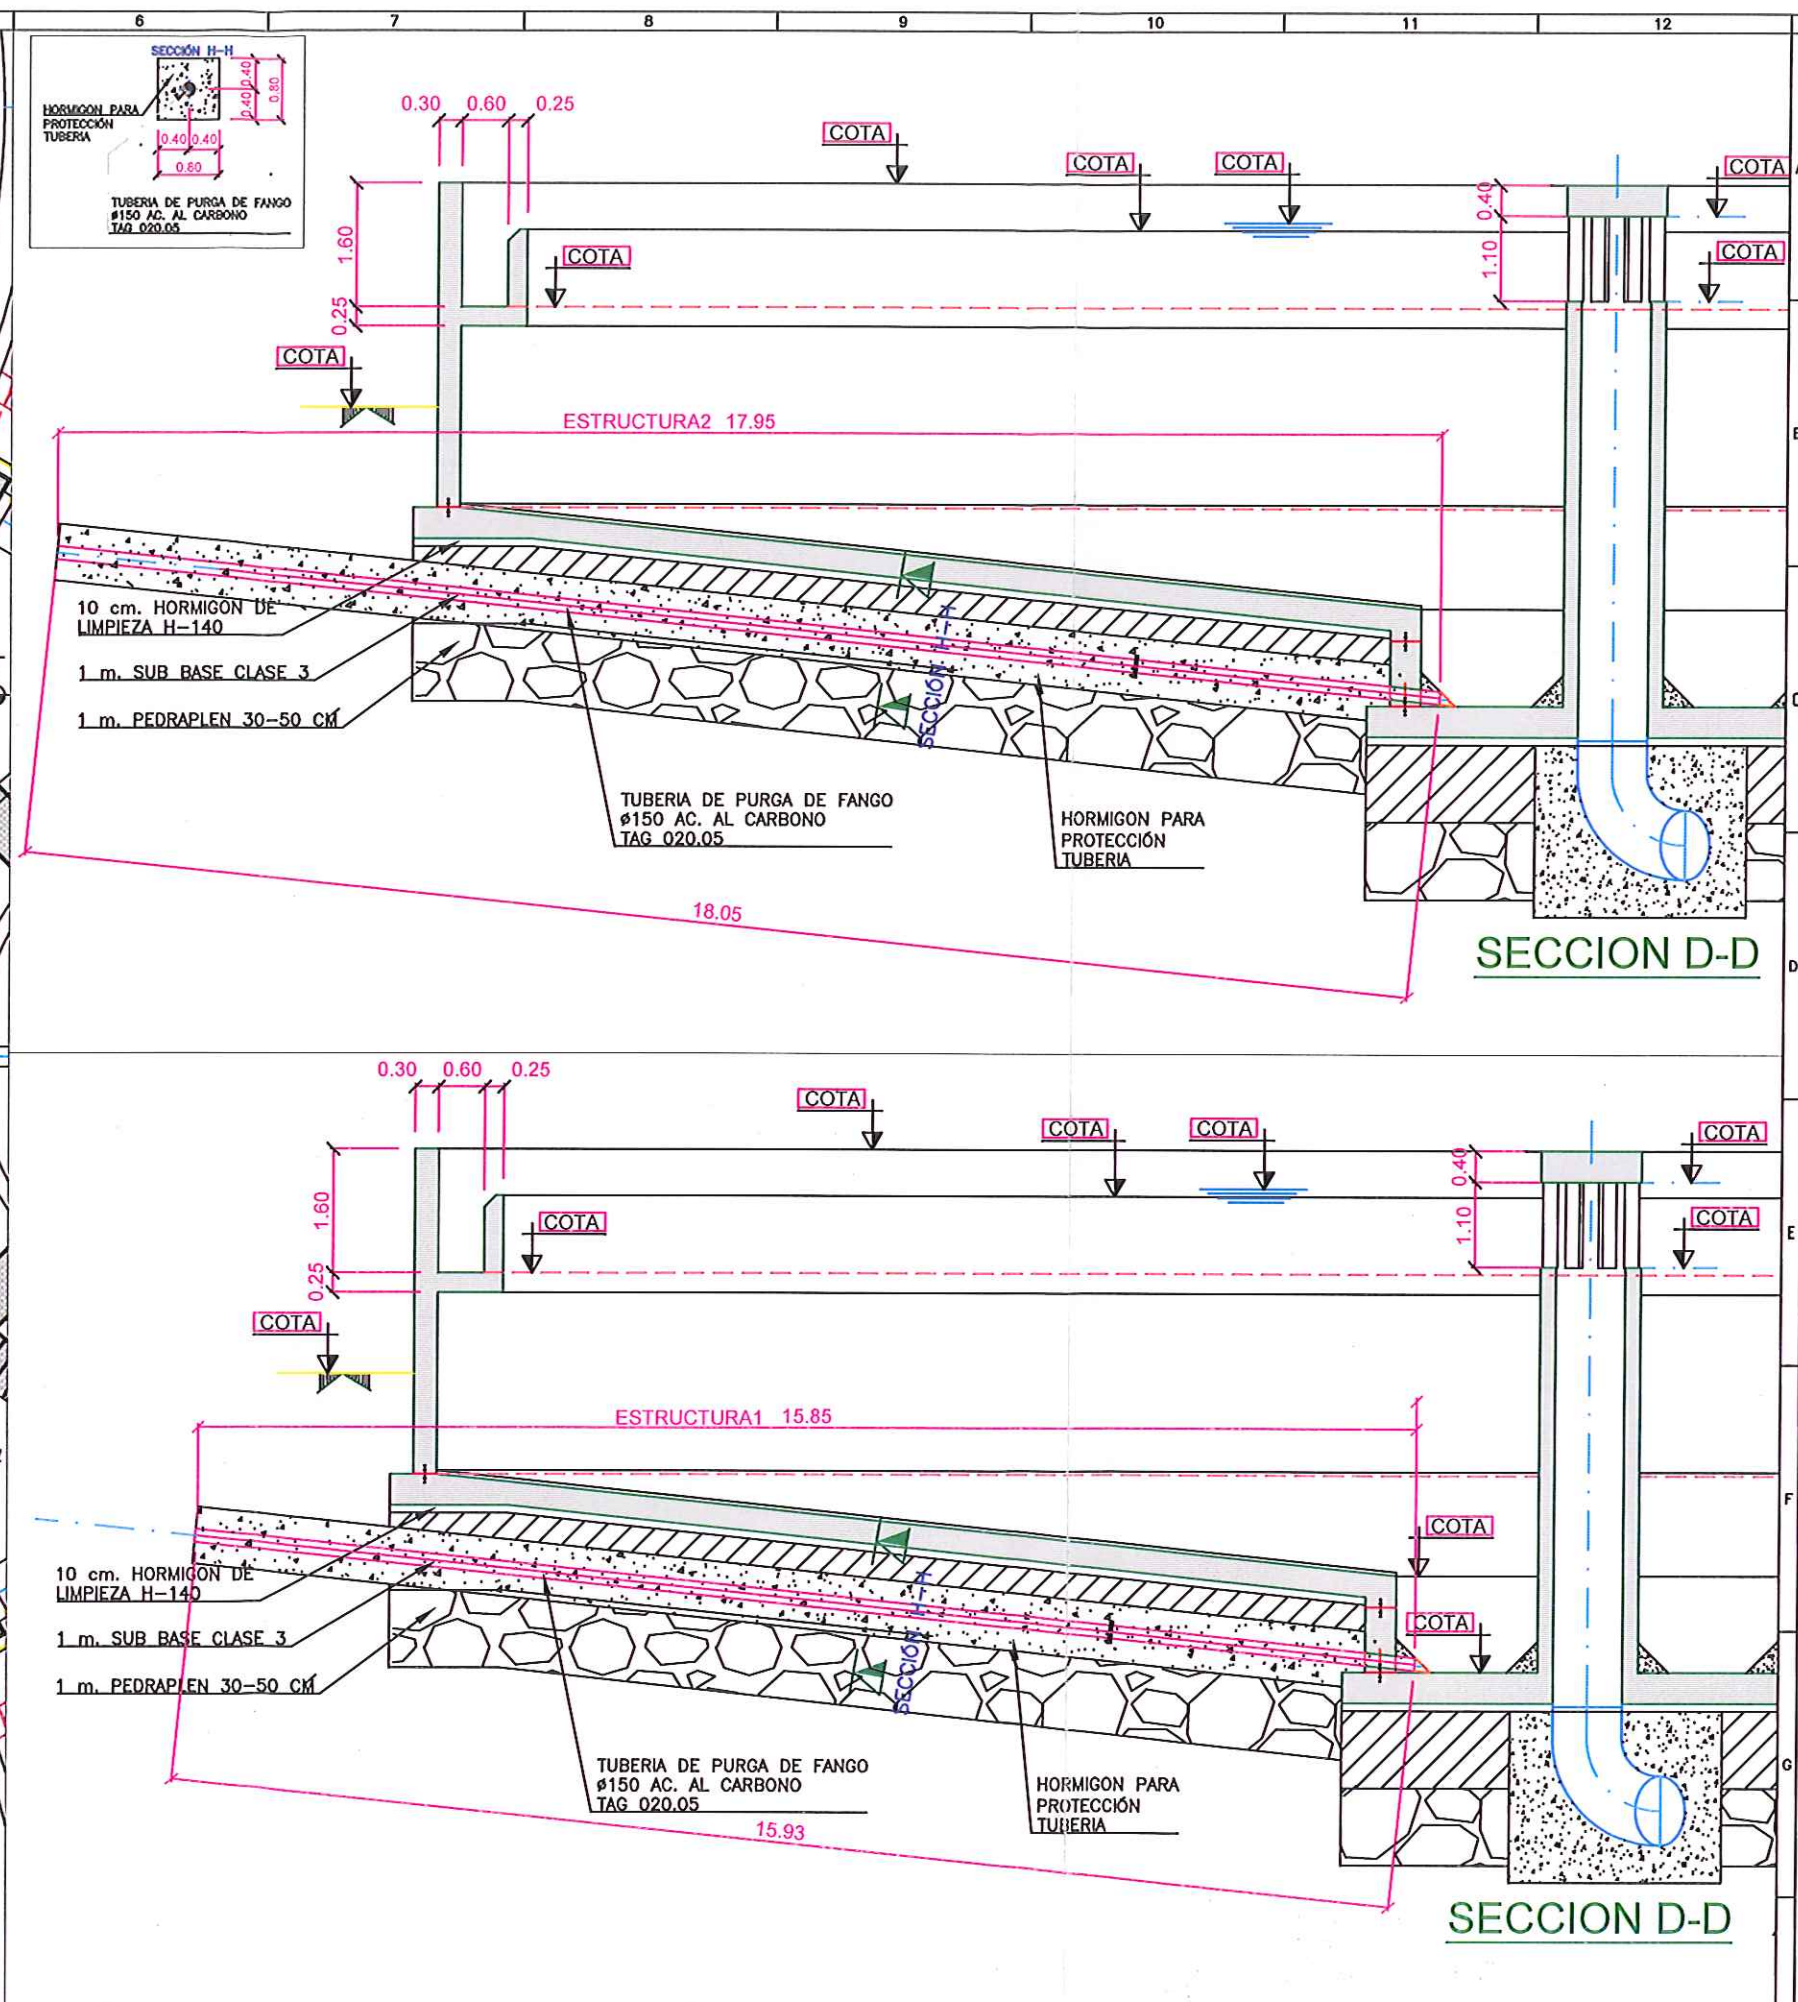 6 7 8 9 10 11 12
SECCIÓN H-H
HORMIGON PARA
PROTECCIÓN
TUBERIA
0.40 0.40
0.80
0.40 0.40
0.80
TUBERIA DE PURGA DE FANGO
ø150 AC. AL CARBONO
TAG 020.05
0.30 0.60 0.25
COTA
COTA
COTA
COTA
0.40
1.60
COTA
1.10
COTA
0.25
COTA
ESTRUCTURA2 17.95
10 cm. HORMIGON DE
LIMPIEZA H-140
1 m. SUB BASE CLASE 3
1 m. PEDRAPLEN 30-50 CM
SECCIÓN H-H
TUBERIA DE PURGA DE FANGO
ø150 AC. AL CARBONO
TAG 020.05
HORMIGON PARA
PROTECCIÓN
TUBERIA
18.05
SECCION D-D
D
0.30 0.60 0.25
COTA
COTA
COTA
COTA
0.40
1.60
COTA
1.10
COTA
E
0.25
COTA
ESTRUCTURA1 15.85
F
COTA
10 cm. HORMIGON DE
LIMPIEZA H-140
COTA
1 m. SUB BASE CLASE 3
1 m. PEDRAPLEN 30-50 CM
SECCIÓN H-H
TUBERIA DE PURGA DE FANGO
ø150 AC. AL CARBONO
TAG 020.05
HORMIGON PARA
PROTECCIÓN
TUBERIA
G
15.93
SECCION D-D